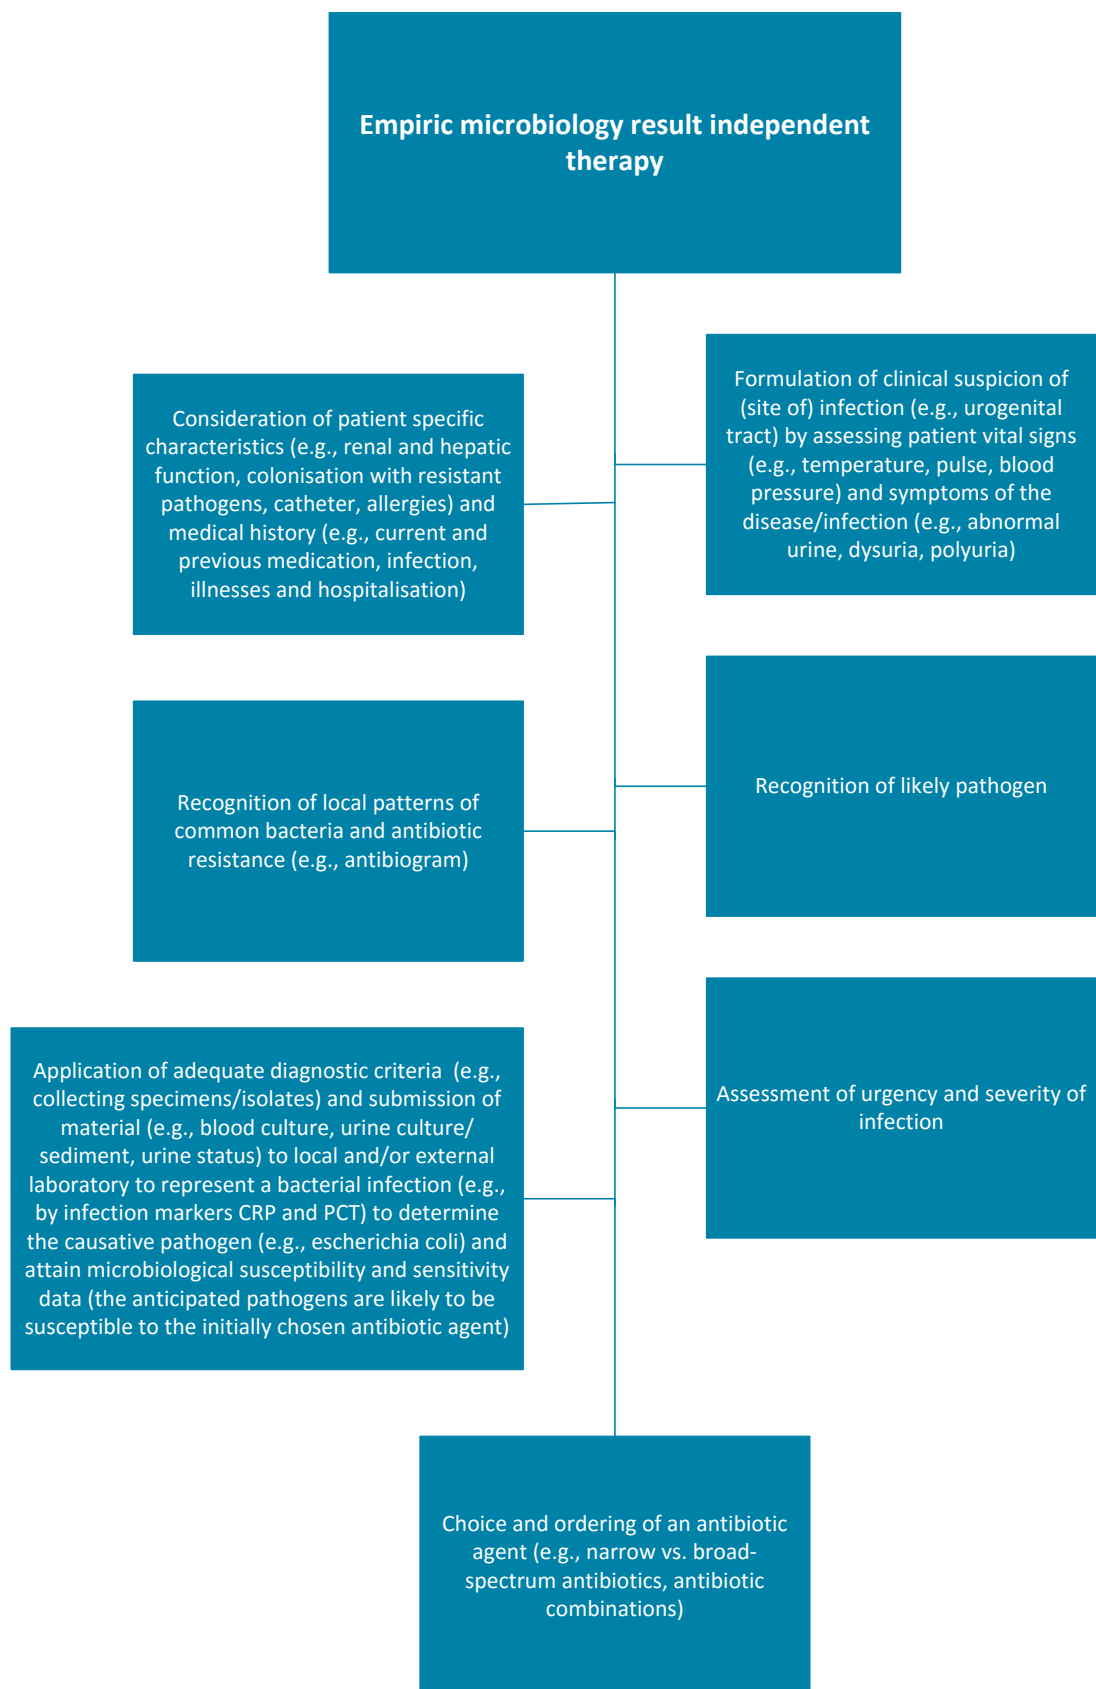 Empiric microbiology result independent
therapy
Formulation of clinical suspicion of
(site of) infection (e.g., urogenital
tract) by assessing patient vital signs
(e.g., temperature, pulse, blood
pressure) and symptoms of the
disease/infection (e.g., abnormal
urine, dysuria, polyuria)
Consideration of patient specific
characteristics (e.g., renal and hepatic
function, colonisation with resistant
pathogens, catheter, allergies) and
medical history (e.g., current and
previous medication, infection,
illnesses and hospitalisation)
Recognition of likely pathogen
Recognition of local patterns of
common bacteria and antibiotic
resistance (e.g., antibiogram)
Assessment of urgency and severity of
infection
Application of adequate diagnostic criteria  (e.g.,
collecting specimens/isolates) and submission of
material (e.g., blood culture, urine culture/
sediment, urine status) to local and/or external
laboratory to represent a bacterial infection (e.g.,
by infection markers CRP and PCT) to determine
the causative pathogen (e.g., escherichia coli) and
attain microbiological susceptibility and sensitivity
data (the anticipated pathogens are likely to be
susceptible to the initially chosen antibiotic agent)
Choice and ordering of an antibiotic
agent (e.g., narrow vs. broad-
spectrum antibiotics, antibiotic
combinations)